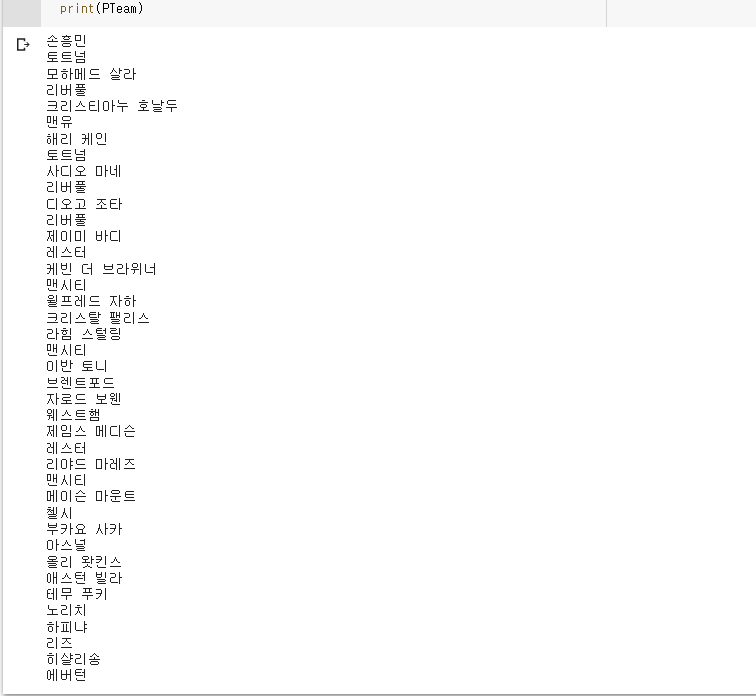 print(PTeam)
손흥민
토트넘
모하메드 살라
리버풀
크리스티아누 호날두
맨유
해리 케인
토트넘
사디오 마네
리버풀
디오고 조타
리버풀
제이미 바디
레스터
케빈 더 브라위너
맨시티
윌프레드 자하
크리스탈 팰리스
라힘 스털링
맨시티
이반 토니
브렌트포드
자로드 보웬
웨스트햄
제임스 메디슨
레스터
리야드 마레즈
맨시티
메이슨 마운트
첼시
부카요 사카
아스널
올리 왓킨스
애스턴 빌라
테무 푸키
노리치
하피냐
리즈
히샬리송
에버턴